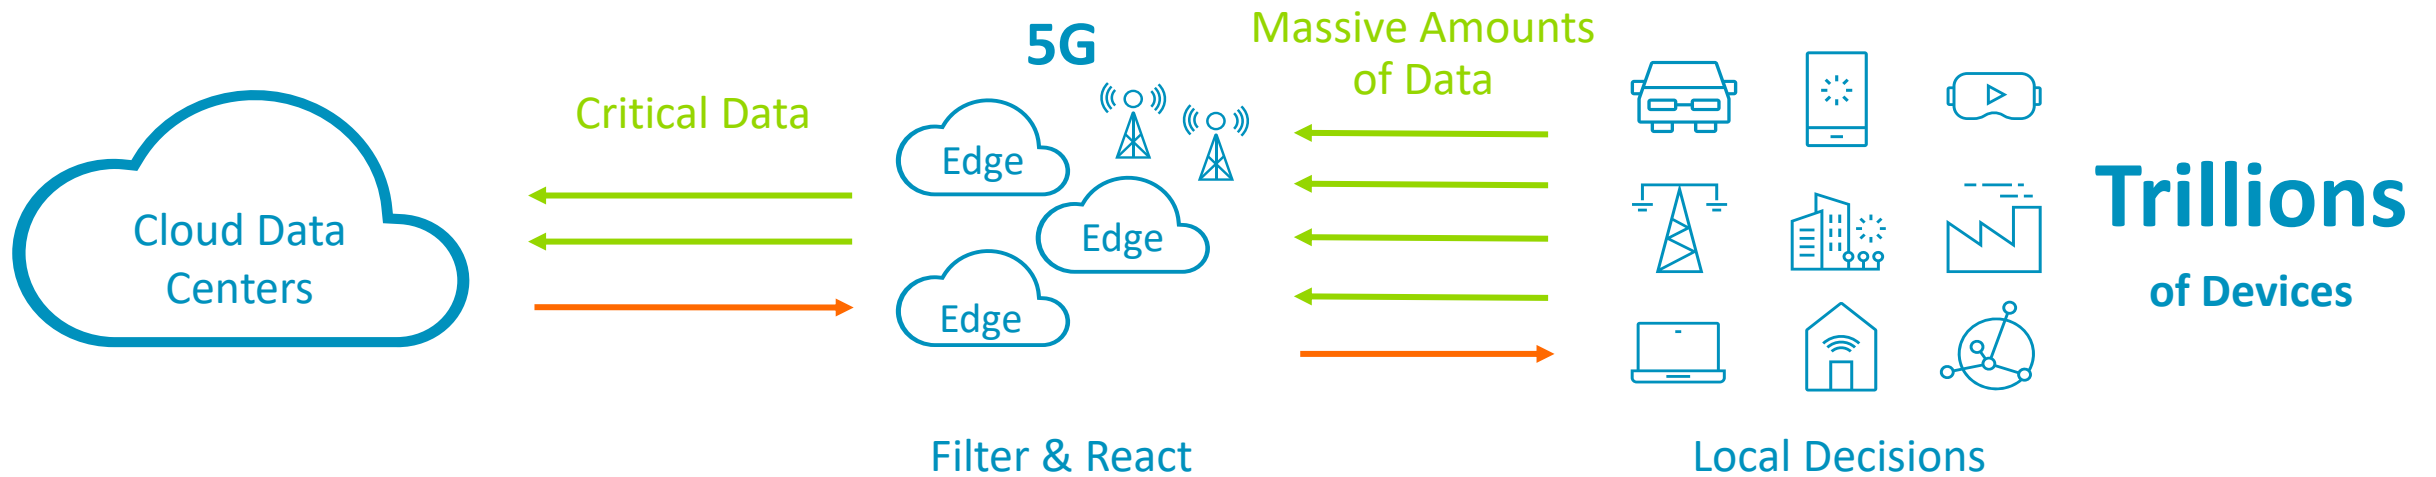 Cloud Data
Centers
Critical Data
5G
Edge
Edge
Edge
Filter & React
Massive Amounts
of Data
Local Decisions
Trillions
of Devices